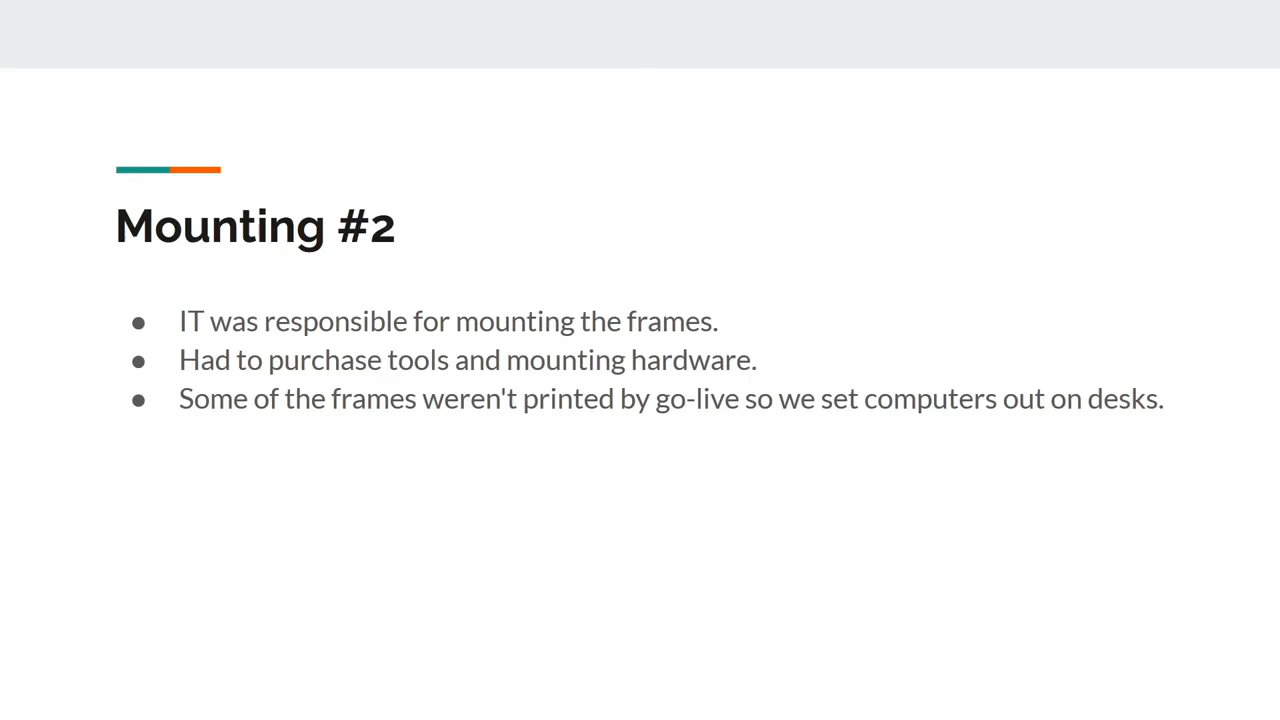 Mounting #2
● IT was responsible for mounting the frames.
● Had to purchase tools and mounting hardware.
● Some of the frames weren't printed by go-live so we set computers out on desks.